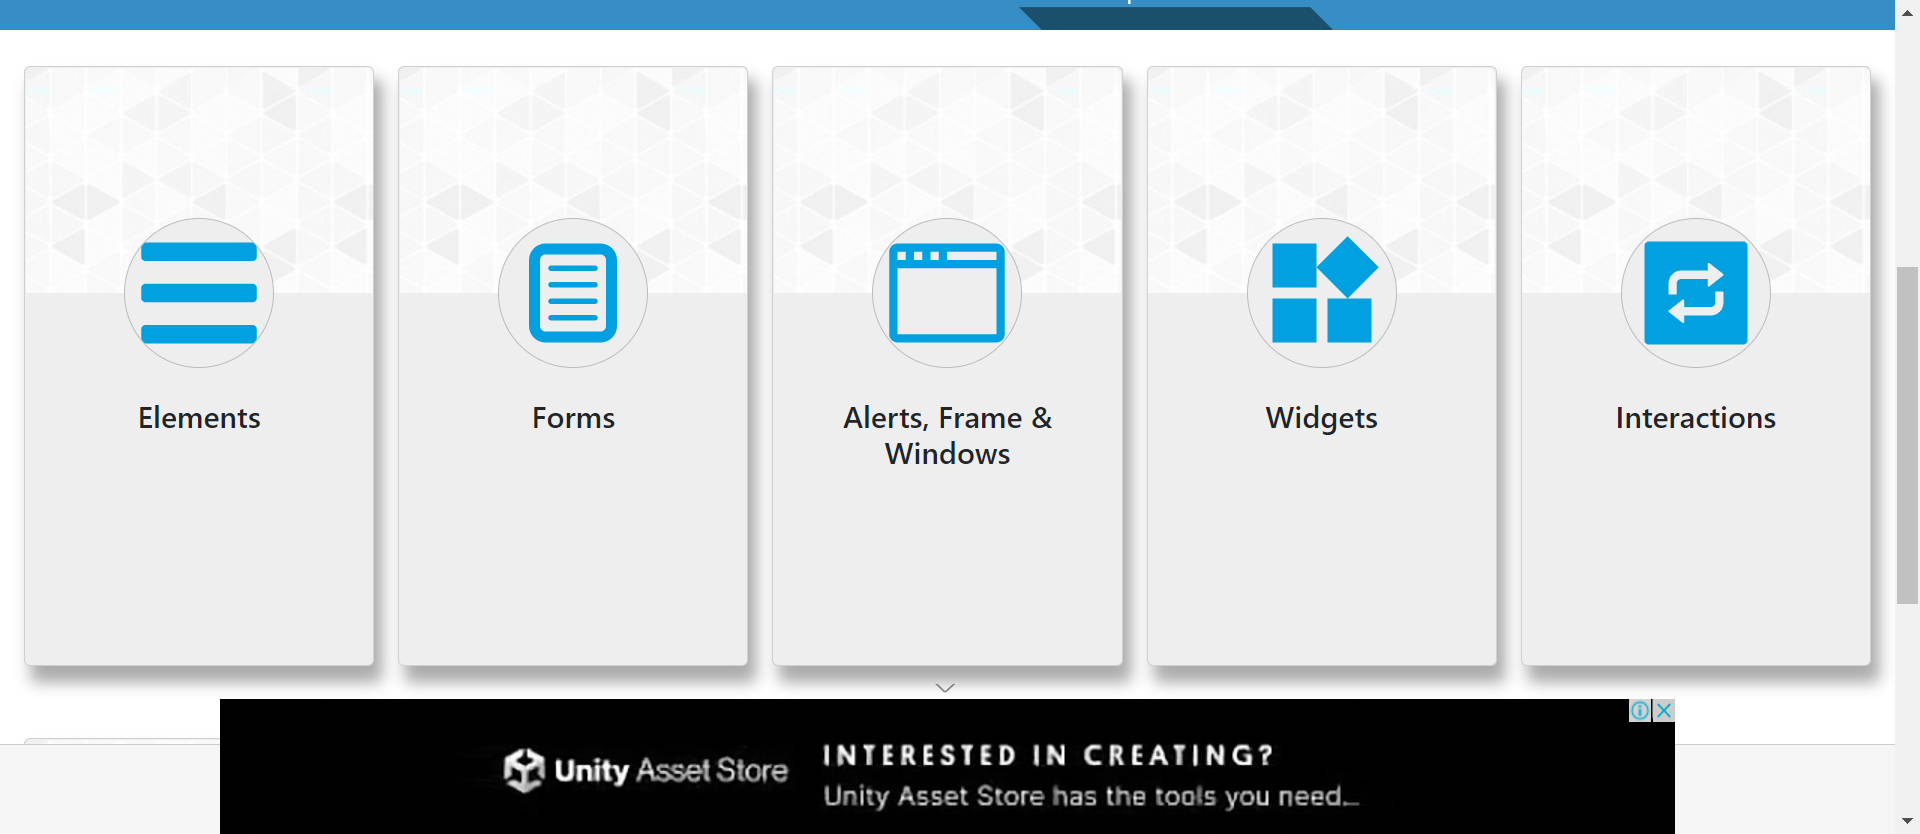 Elements
Forms
Alerts, Frame &
Windows
Widgets
Interactions
Unity Asset Store
INTERESTED IN CREATING?
Unity Asset Store has the tools you need...